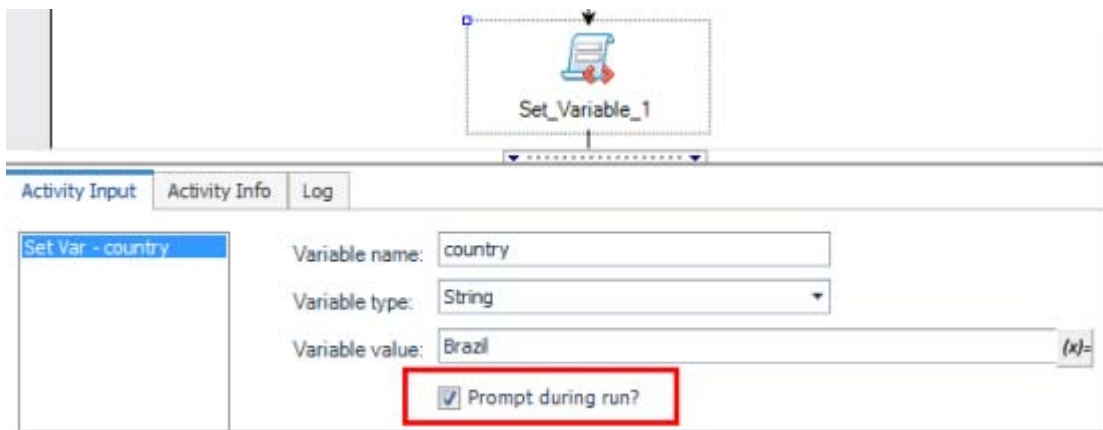 Set_Variable_1
Activity Input Activity Info Log
Set Var - country
Variable name: country
Variable type: String
Variable value: Brazil (x)=
Prompt during run?